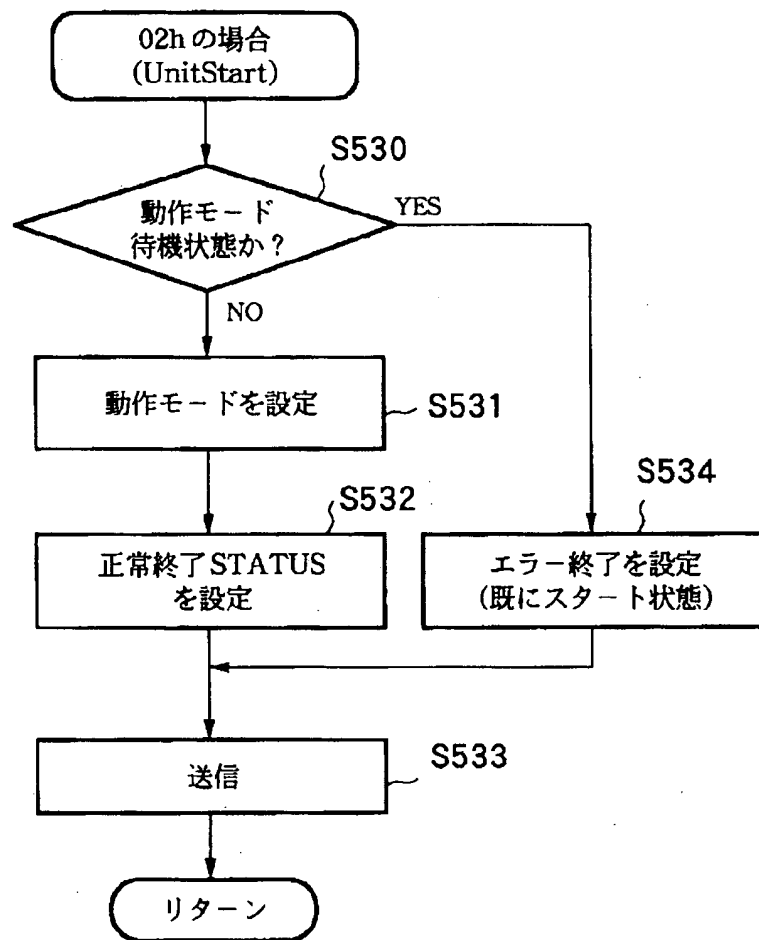 02hの場合
(UnitStart)
S530
動作モード
待機状態か?
YES
NO
動作モードを設定
S531
S532
正常終了STATUS
を設定
S534
エラー終了を設定
(既にスタート状態)
送信
S533
リターン